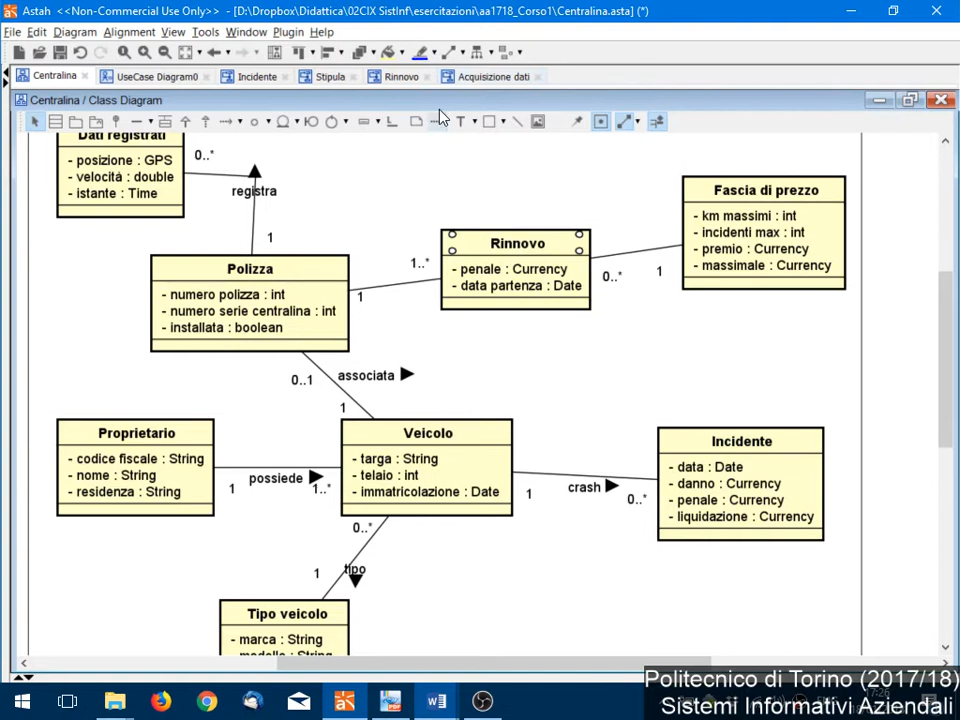 Astah <<Non-Commercial Use Only>> - [D:\Dropbox\Didattica\02CIX SistInf\esercitazioni\aa1718_Corso1\Centralina.asta] (*)
File Edit Diagram Alignment View Tools Window Plugin Help
Centralina UseCase Diagram0 Incidente Stipula Rinnovo Acquisizione dati
Centralina / Class Diagram
Dati registrati
- posizione : GPS
- velocità : double
- istante : Time
0..*
registra
1
Fascia di prezzo
- km massimi : int
- incidenti max : int
- premio : Currency
- massimale : Currency
Rinnovo
- penale : Currency
- data partenza : Date
1..*
0..*
1
Polizza
- numero polizza : int
- numero serie centralina : int
- installata : boolean
1
0..1
associata
1
Proprietario
- codice fiscale : String
- nome : String
- residenza : String
possiede
1
1..*
Veicolo
- targa : String
- telaio : int
- immatricolazione : Date
1
crash
0..*
Incidente
- data : Date
- danno : Currency
- penale : Currency
- liquidazione : Currency
0..*
tipo
1
Tipo veicolo
- marca : String
Politecnico di Torino (2017/18)
17:26
Sistemi Informativi Aziendali